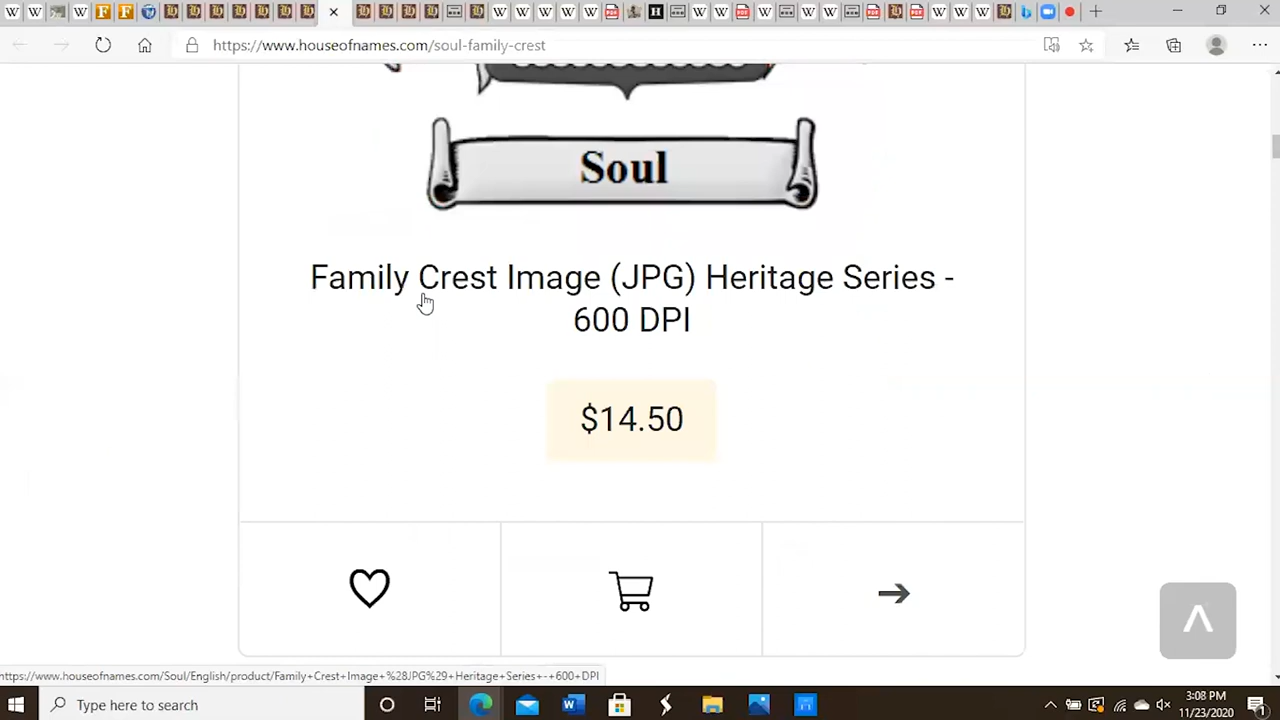 https://www.houseofnames.com/soul-family-crest
Soul
Family Crest Image (JPG) Heritage Series -
600 DPI
$14.50
https://www.houseofnames.com/Soul/English/product/Family+Crest+Image+%28JPG%29+Heritage+Series+-+600+DPI
Type here to search
3:08 PM
11/23/2020